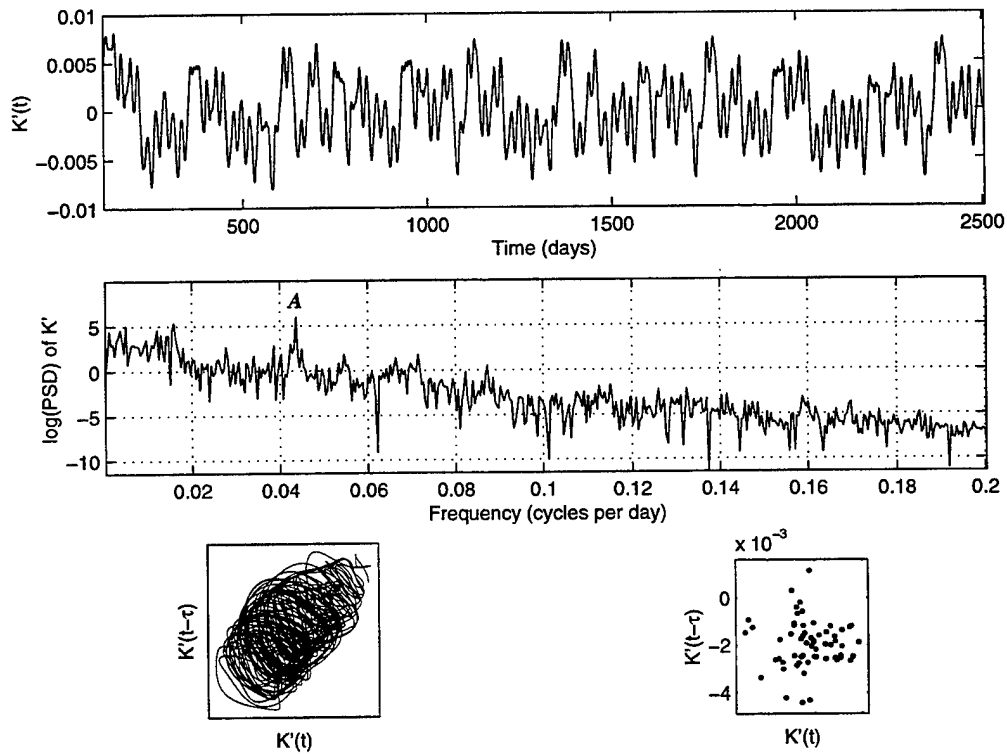 0.01
0.005
0
−0.005
−0.01
K'(t)
500 1000 1500 2000 2500
Time (days)
A
5
0
−5
−10
log(PSD) of K'
0.02 0.04 0.06 0.08 0.1 0.12 0.14 0.16 0.18 0.2
Frequency (cycles per day)
K'(t−τ)
K'(t)
x 10⁻³
0
−2
−4
K'(t−τ)
K'(t)